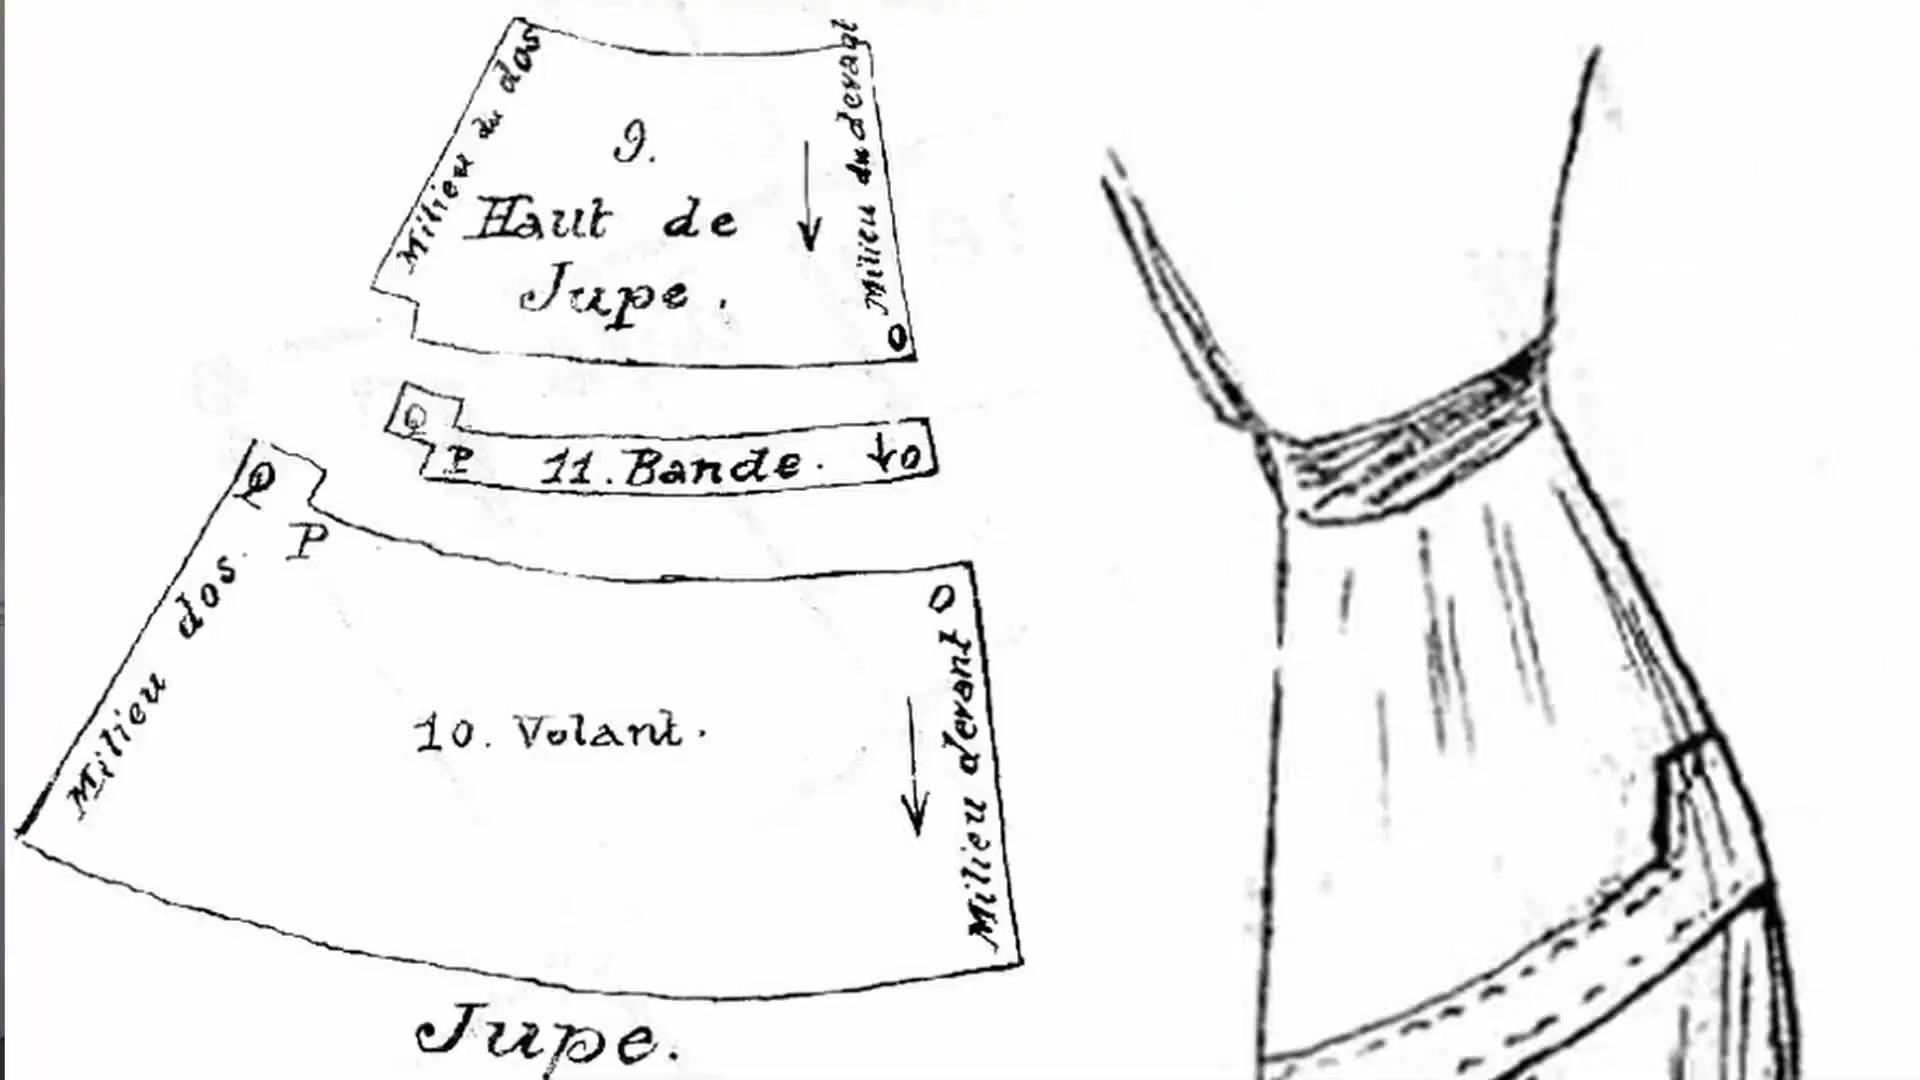 Milieu du dos
9.
Haut de
Jupe.
Milieu du devant
O
Q
P
11. Bande.
O
Q
P
Milieu dos.
10. Volant.
O
Milieu devant
Jupe.